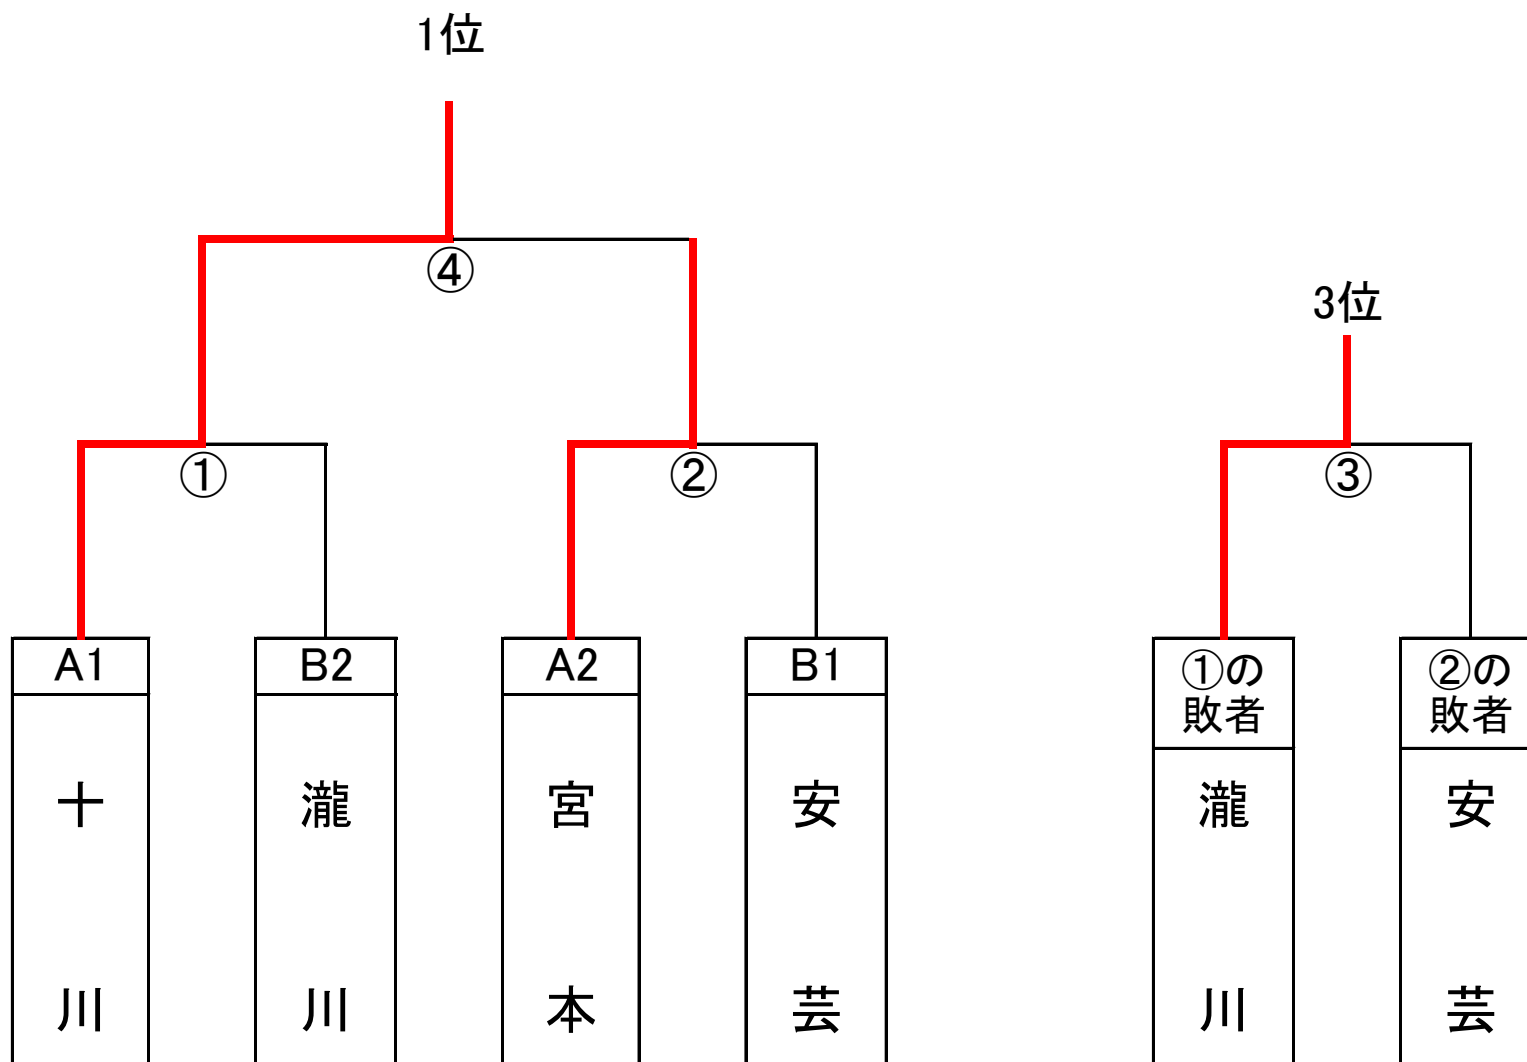 1位
④
3位
①
②
③
A1
B2
A2
B1
①の
敗者
②の
敗者
十川
瀧川
宮本
安芸
瀧川
安芸